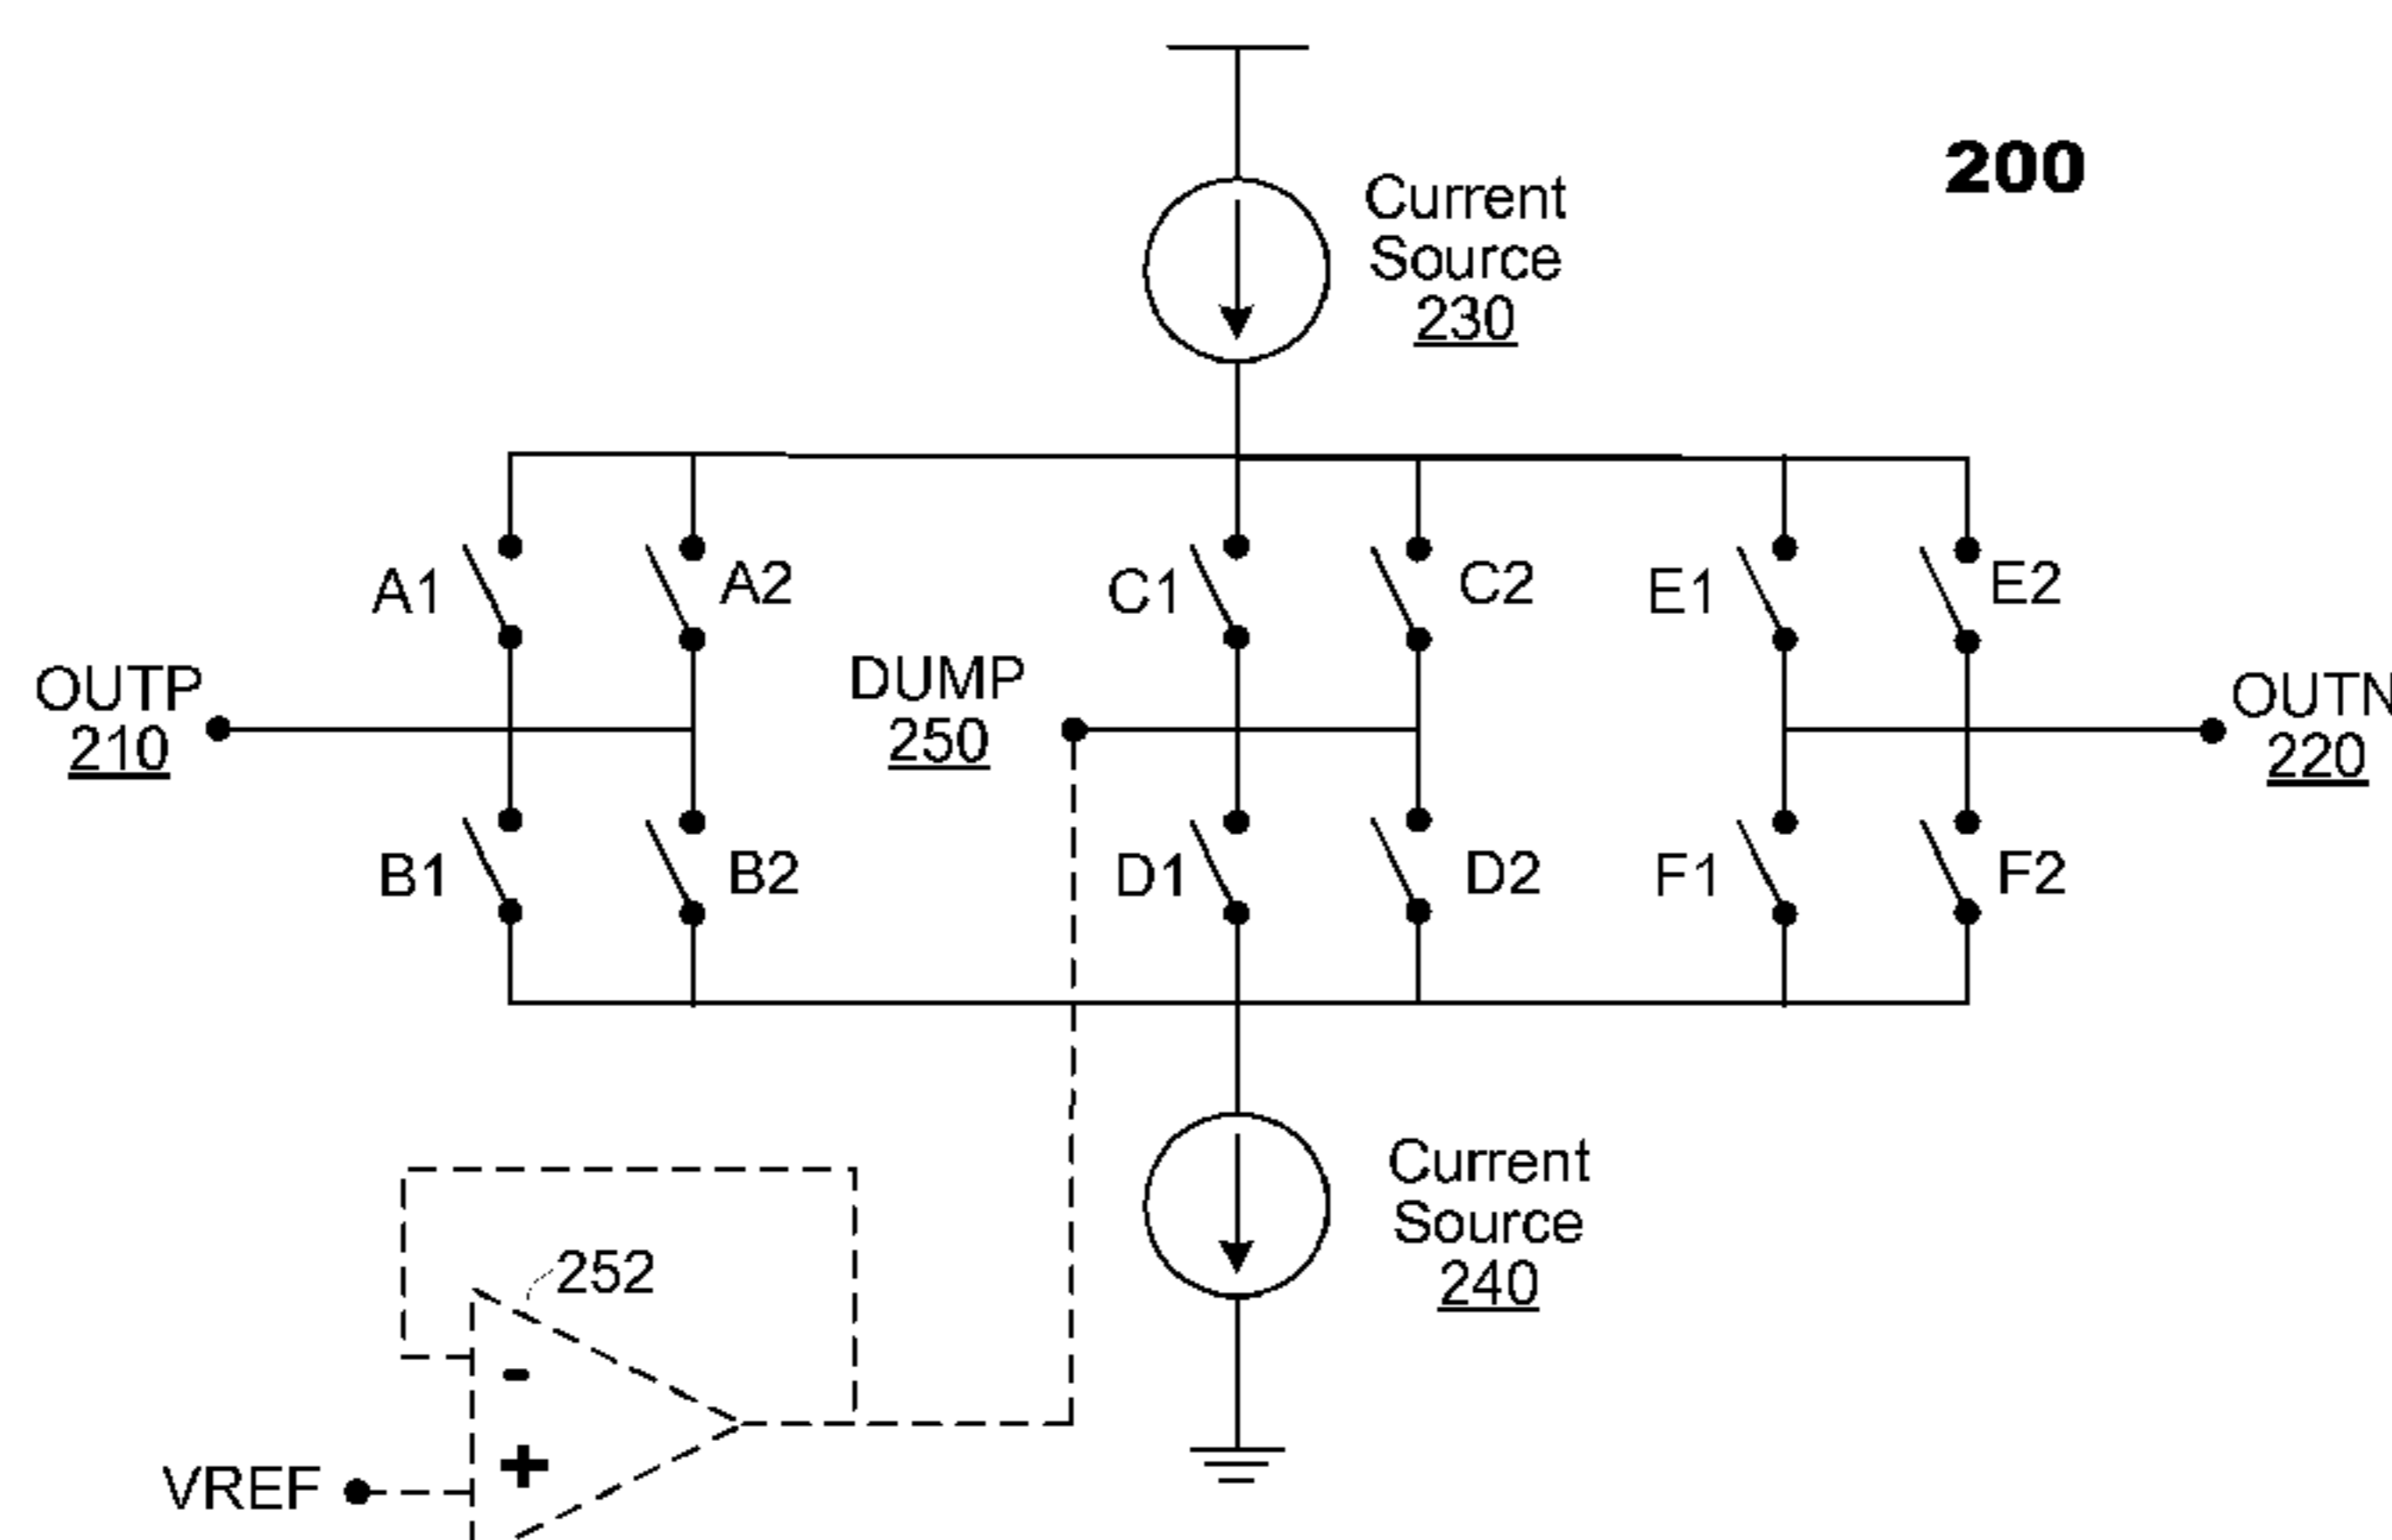 200
Current
Source
230
A1
A2
C1
C2
E1
E2
OUTP
210
DUMP
250
OUTN
220
B1
B2
D1
D2
F1
F2
Current
Source
240
252
-
+
VREF